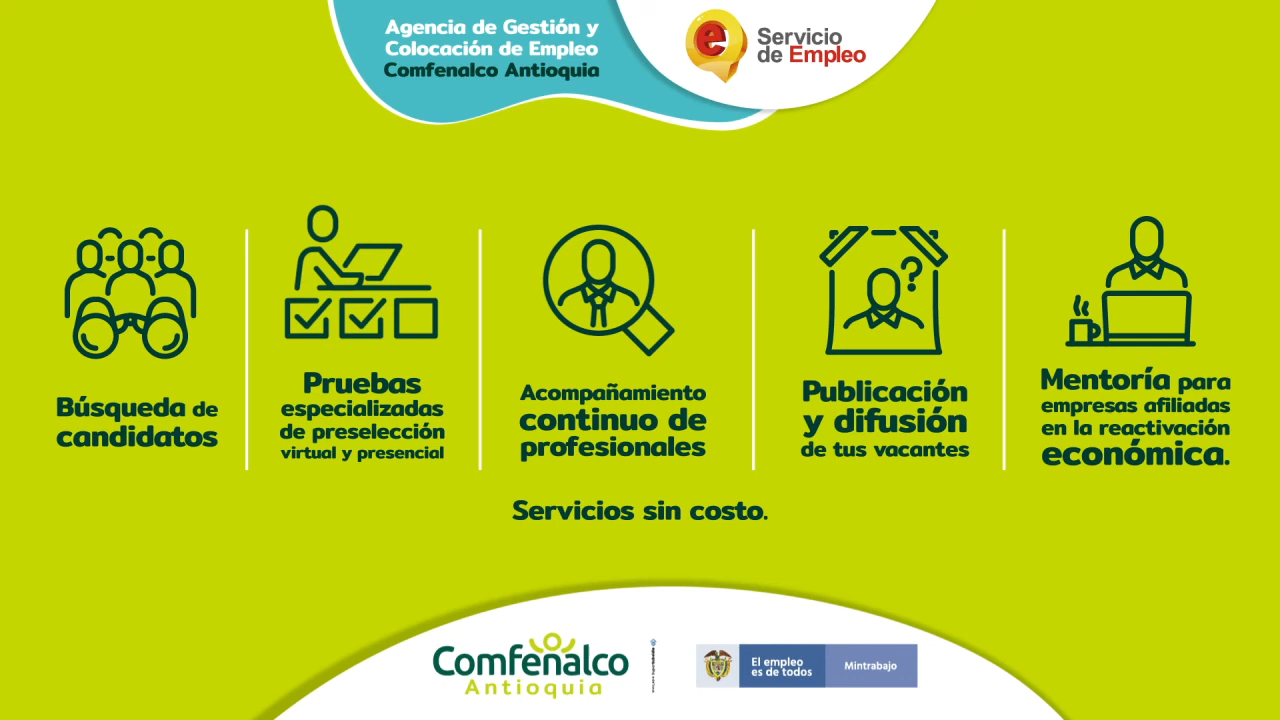 Agencia de Gestión y
Colocación de Empleo
Comfenalco Antioquia
e
Servicio
de Empleo
Búsqueda de
candidatos
Pruebas
especializadas
de preselección
virtual y presencial
Acompañamiento
continuo de
profesionales
Publicación
y difusión
de tus vacantes
?
Mentoría para
empresas afiliadas
en la reactivación
económica.
Servicios sin costo.
Comfenalco
Antioquia
El empleo
es de todos
Mintrabajo